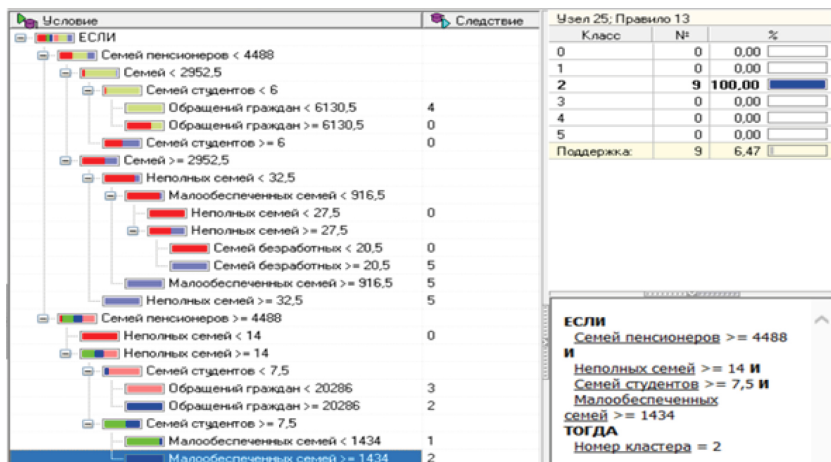 Условие Следствие
ЕСЛИ
Семей пенсионеров < 4488
Семей < 2952,5
Семей студентов < 6
Обращений граждан < 6130,5 4
Обращений граждан >= 6130,5 0
Семей студентов >= 6 0
Семей >= 2952,5
Неполных семей < 32,5
Малообеспеченных семей < 916,5
Неполных семей < 27,5 0
Неполных семей >= 27,5
Семей безработных < 20,5 0
Семей безработных >= 20,5 5
Малообеспеченных семей >= 916,5 5
Неполных семей >= 32,5 5
Семей пенсионеров >= 4488
Неполных семей < 14 0
Неполных семей >= 14
Семей студентов < 7,5
Обращений граждан < 20286 3
Обращений граждан >= 20286 2
Семей студентов >= 7,5
Малообеспеченных семей < 1434 1
Малообеспеченных семей >= 1434 2
Узел 25; Правило 13
Класс № %
0 0 0,00
1 0 0,00
2 9 100,00
3 0 0,00
4 0 0,00
5 0 0,00
Поддержка: 9 6,47
ЕСЛИ
Семей пенсионеров >= 4488
И
Неполных семей >= 14 И
Семей студентов >= 7,5 И
Малообеспеченных
семей >= 1434
ТОГДА
Номер кластера = 2